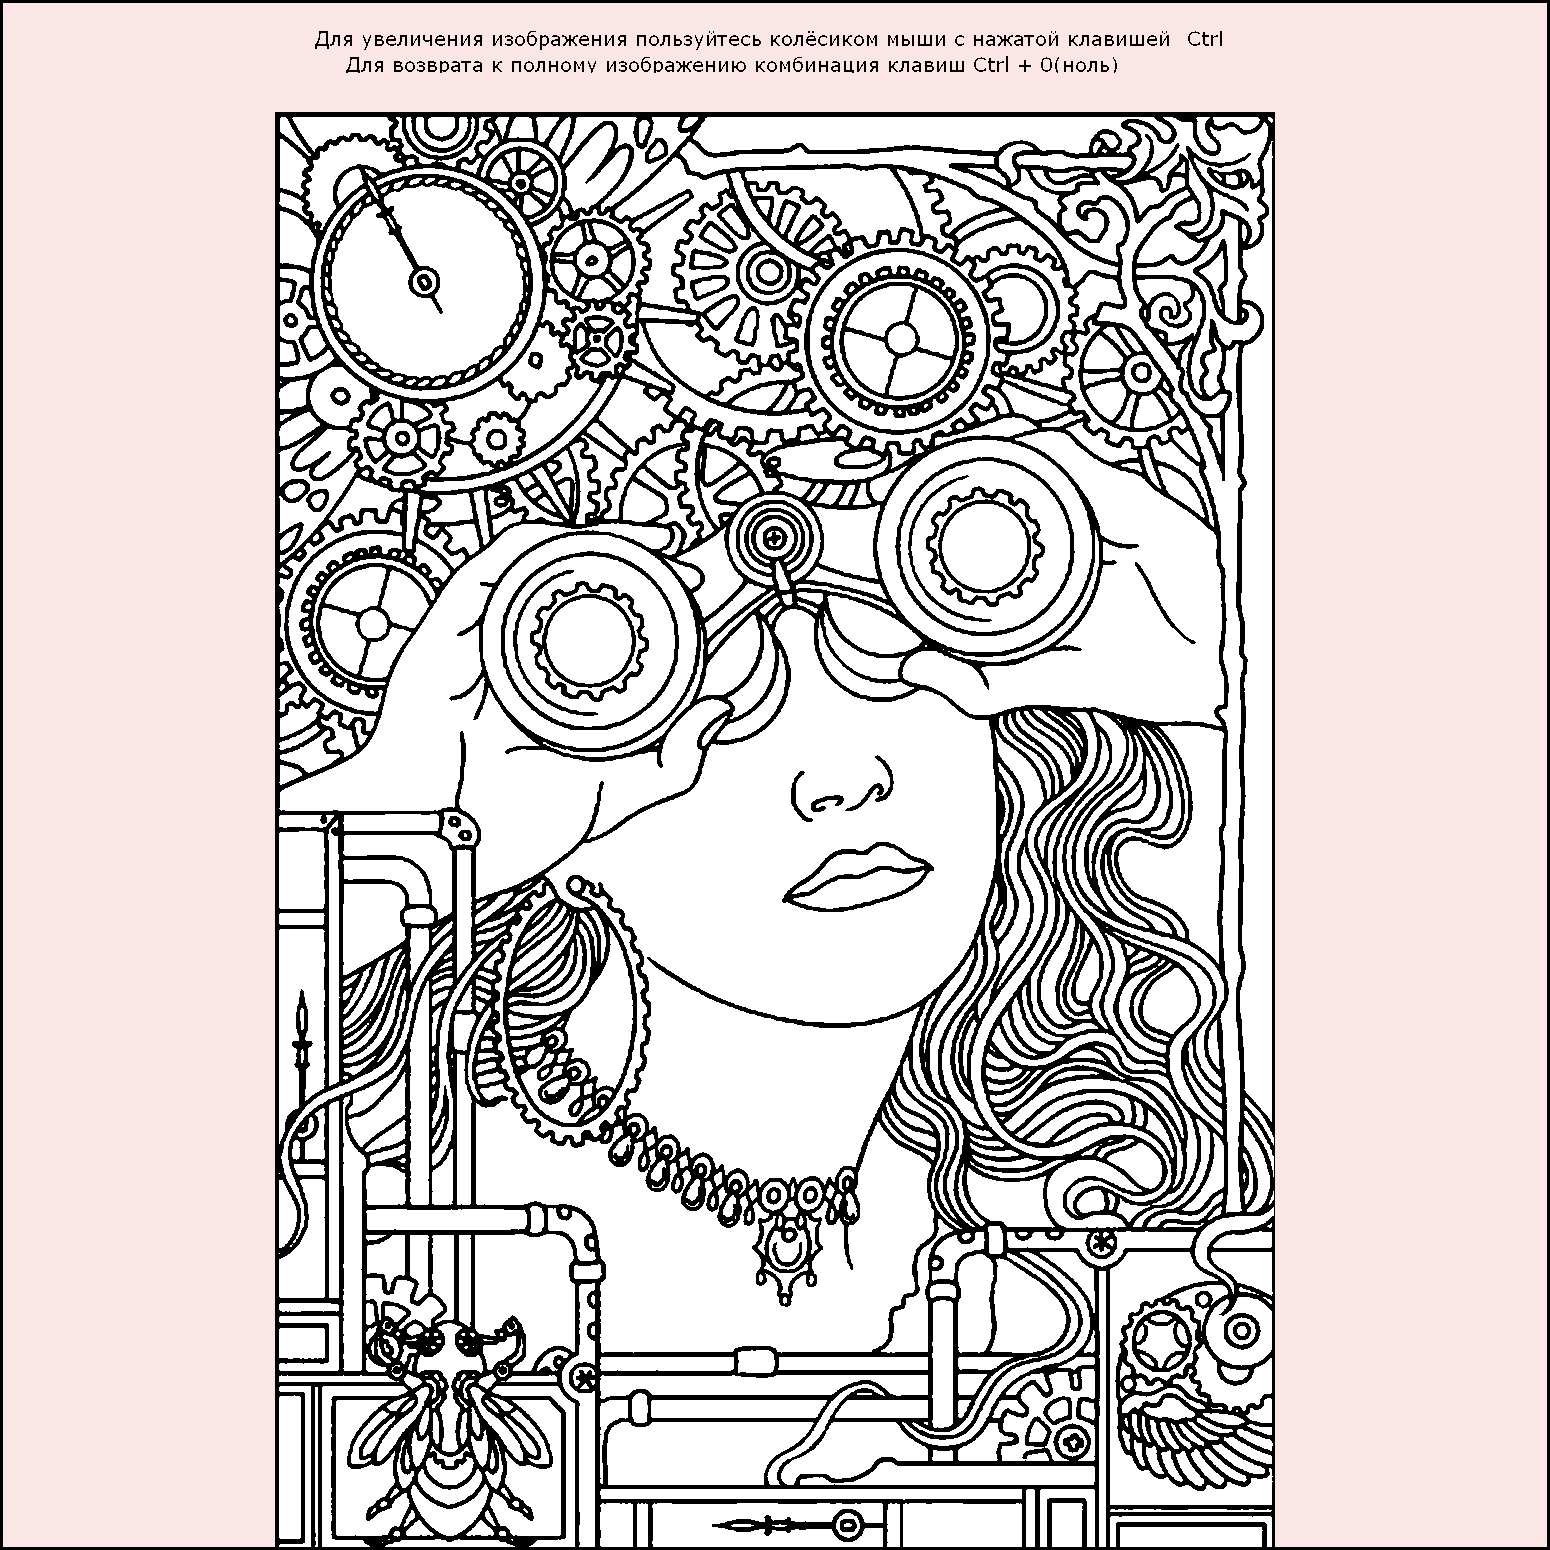 Для увеличения изображения пользуйтесь колёсиком мыши с нажатой клавишей Ctrl
Для возврата к полному изображению комбинация клавиш Ctrl + 0(ноль)